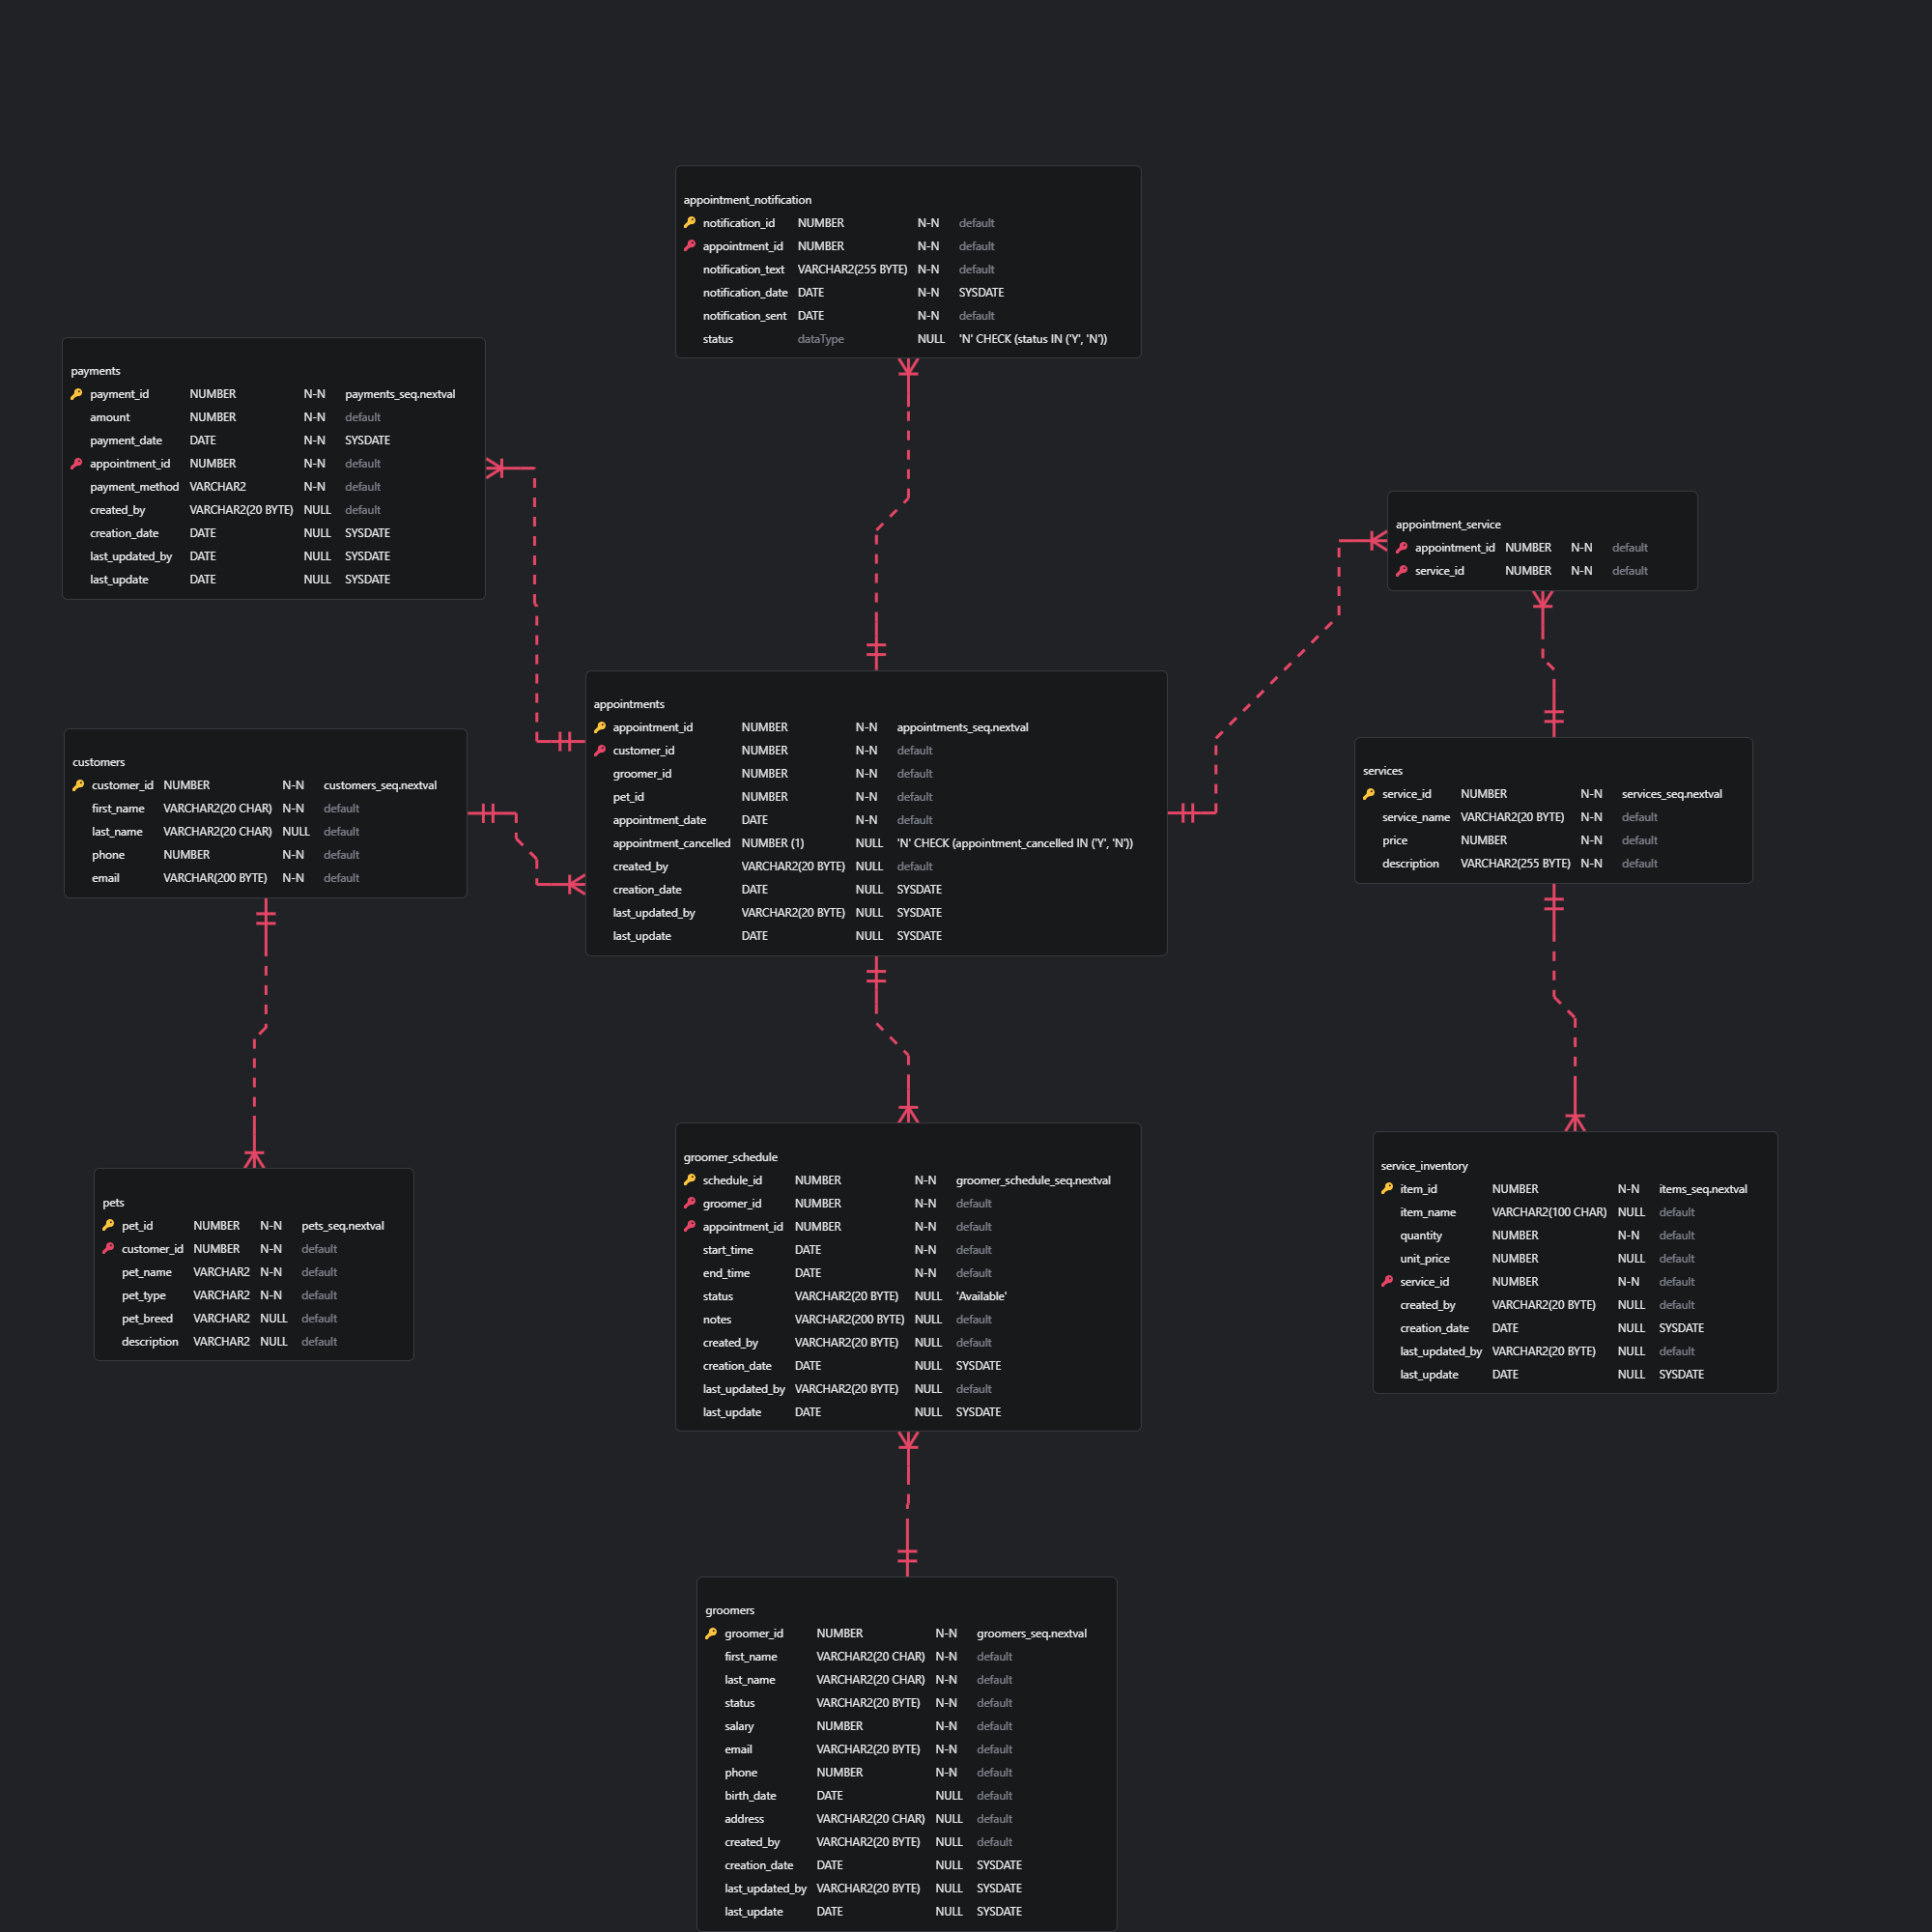 appointment_notification
notification_id NUMBER N-N default
appointment_id NUMBER N-N default
notification_text VARCHAR2(255 BYTE) N-N default
notification_date DATE N-N SYSDATE
notification_sent DATE N-N default
status dataType NULL 'N' CHECK (status IN ('Y', 'N'))
payments
payment_id NUMBER N-N payments_seq.nextval
amount NUMBER N-N default
payment_date DATE N-N SYSDATE
appointment_id NUMBER N-N default
payment_method VARCHAR2 N-N default
created_by VARCHAR2(20 BYTE) NULL default
creation_date DATE NULL SYSDATE
last_updated_by DATE NULL SYSDATE
last_update DATE NULL SYSDATE
appointment_service
appointment_id NUMBER N-N default
service_id NUMBER N-N default
appointments
appointment_id NUMBER N-N appointments_seq.nextval
customer_id NUMBER N-N default
groomer_id NUMBER N-N default
pet_id NUMBER N-N default
appointment_date DATE N-N default
appointment_cancelled NUMBER (1) NULL 'N' CHECK (appointment_cancelled IN ('Y', 'N'))
created_by VARCHAR2(20 BYTE) NULL default
creation_date DATE NULL SYSDATE
last_updated_by VARCHAR2(20 BYTE) NULL SYSDATE
last_update DATE NULL SYSDATE
customers
customer_id NUMBER N-N customers_seq.nextval
first_name VARCHAR2(20 CHAR) N-N default
last_name VARCHAR2(20 CHAR) NULL default
phone NUMBER N-N default
email VARCHAR(200 BYTE) N-N default
services
service_id NUMBER N-N services_seq.nextval
service_name VARCHAR2(20 BYTE) N-N default
price NUMBER N-N default
description VARCHAR2(255 BYTE) N-N default
pets
pet_id NUMBER N-N pets_seq.nextval
customer_id NUMBER N-N default
pet_name VARCHAR2 N-N default
pet_type VARCHAR2 N-N default
pet_breed VARCHAR2 NULL default
description VARCHAR2 NULL default
groomer_schedule
schedule_id NUMBER N-N groomer_schedule_seq.nextval
groomer_id NUMBER N-N default
appointment_id NUMBER N-N default
start_time DATE N-N default
end_time DATE N-N default
status VARCHAR2(20 BYTE) NULL 'Available'
notes VARCHAR2(200 BYTE) NULL default
created_by VARCHAR2(20 BYTE) NULL default
creation_date DATE NULL SYSDATE
last_updated_by VARCHAR2(20 BYTE) NULL default
last_update DATE NULL SYSDATE
service_inventory
item_id NUMBER N-N items_seq.nextval
item_name VARCHAR2(100 CHAR) NULL default
quantity NUMBER N-N default
unit_price NUMBER NULL default
service_id NUMBER N-N default
created_by VARCHAR2(20 BYTE) NULL default
creation_date DATE NULL SYSDATE
last_updated_by VARCHAR2(20 BYTE) NULL default
last_update DATE NULL SYSDATE
groomers
groomer_id NUMBER N-N groomers_seq.nextval
first_name VARCHAR2(20 CHAR) N-N default
last_name VARCHAR2(20 CHAR) N-N default
status VARCHAR2(20 BYTE) N-N default
salary NUMBER N-N default
email VARCHAR2(20 BYTE) N-N default
phone NUMBER N-N default
birth_date DATE NULL default
address VARCHAR2(20 CHAR) NULL default
created_by VARCHAR2(20 BYTE) NULL default
creation_date DATE NULL SYSDATE
last_updated_by VARCHAR2(20 BYTE) NULL SYSDATE
last_update DATE NULL SYSDATE